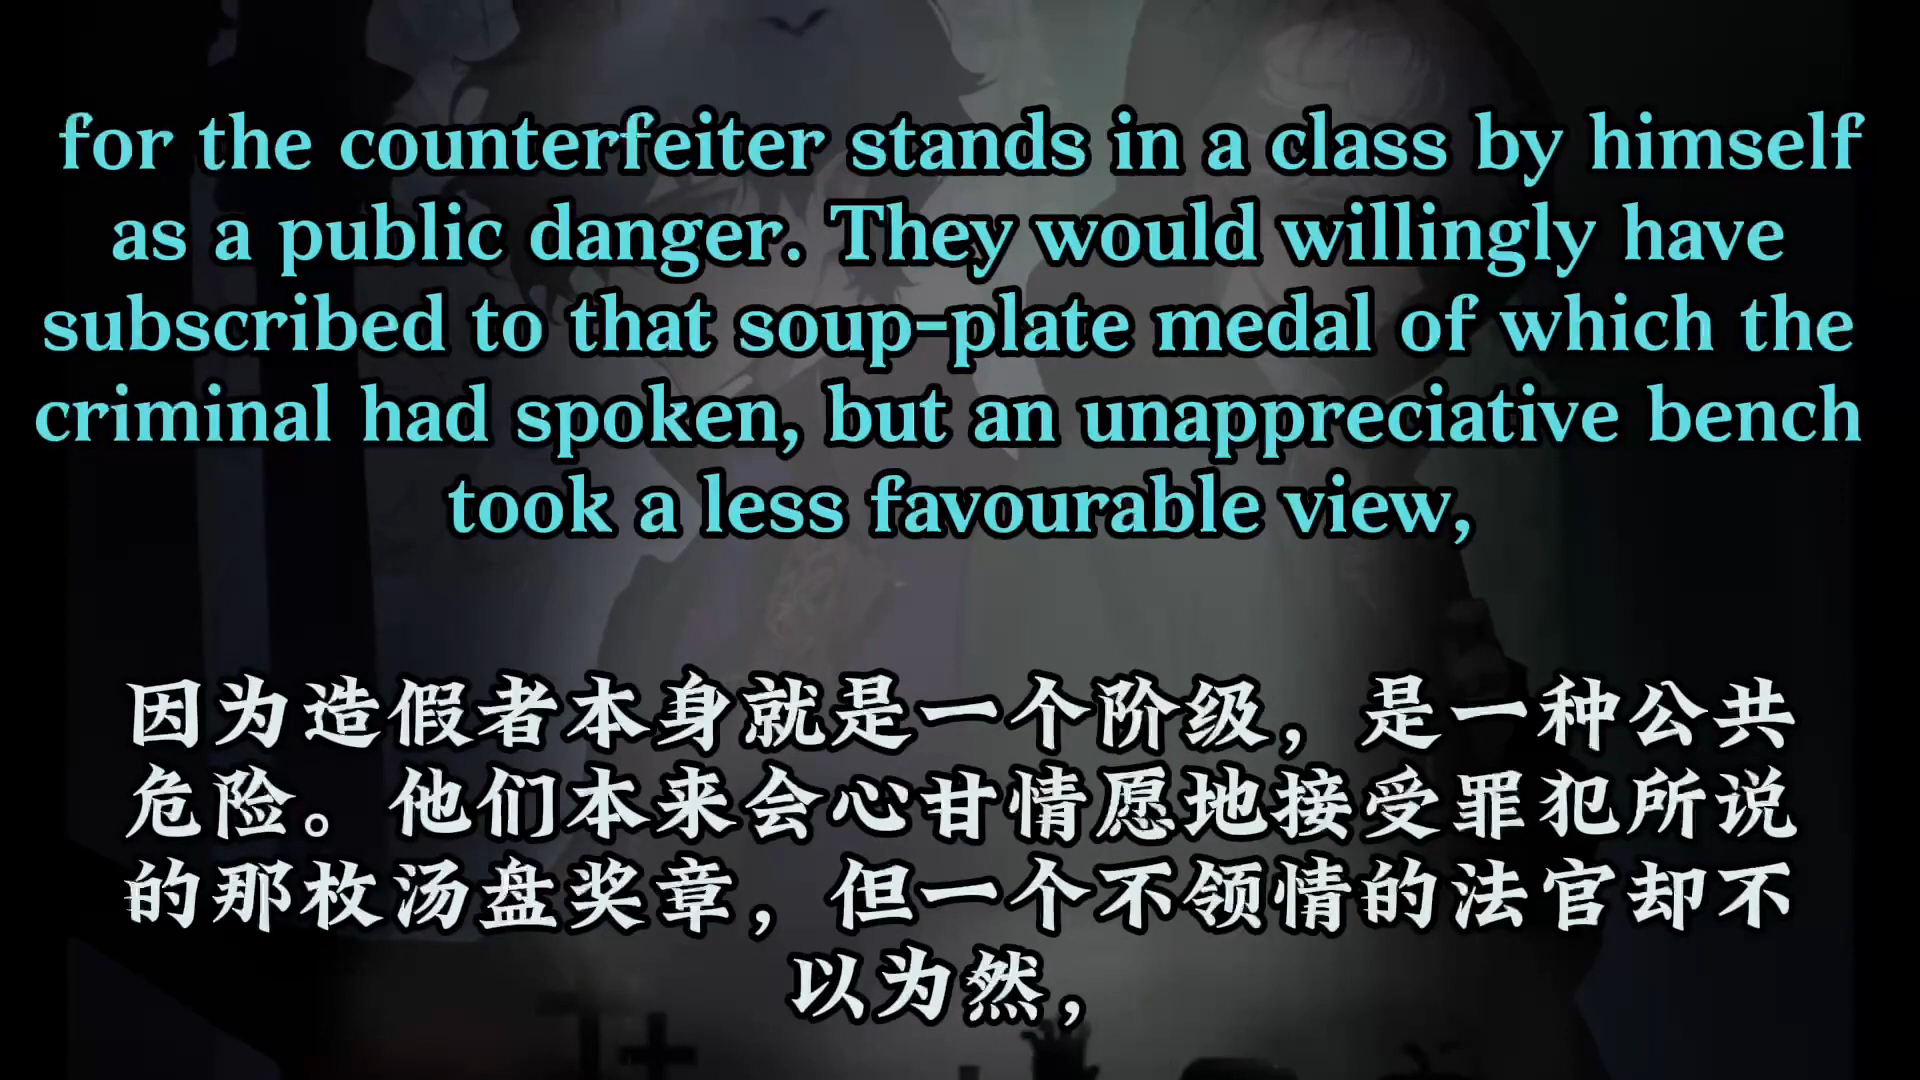 for the counterfeiter stands in a class by himself
as a public danger. They would willingly have
subscribed to that soup-plate medal of which the
criminal had spoken, but an unappreciative bench
took a less favourable view,
因为造假者本身就是一个阶级，是一种公共
危险。他们本来会心甘情愿地接受罪犯所说
的那枚汤盘奖章，但一个不领情的法官却不
以为然，